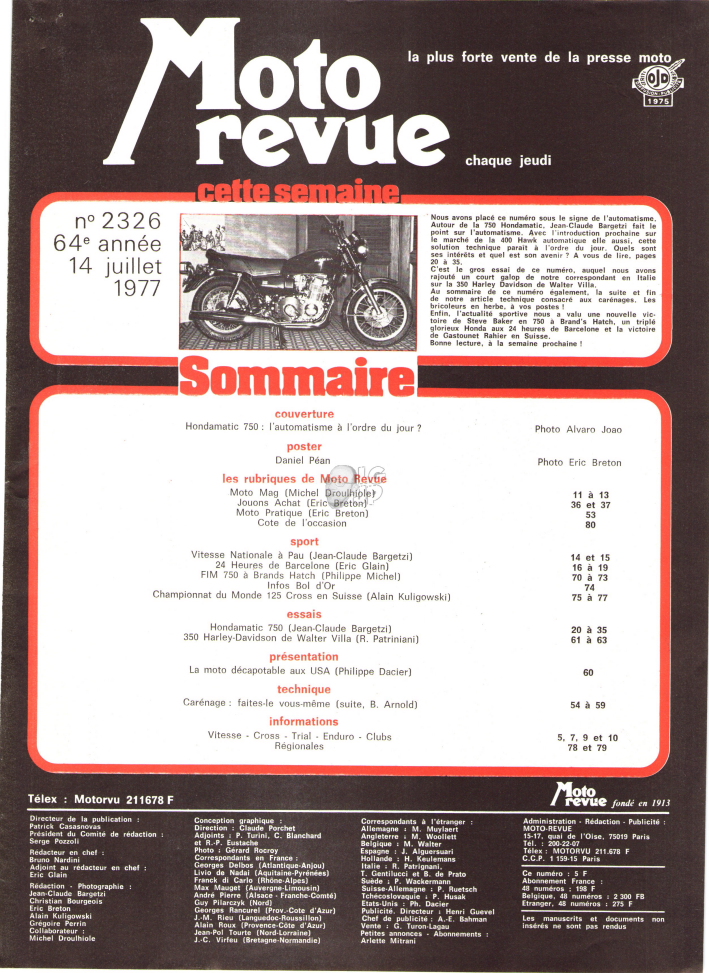 Moto revue
la plus forte vente de la presse moto
OJD
1975
chaque jeudi
cette semaine
nº 2326
64e année
14 juillet
1977
Nous avons placé ce numéro sous le signe de l'automatisme.
Autour de la 750 Hondamatic, Jean-Claude Bargetzi fait le
point sur l'automatisme. Avec l'introduction prochaine sur
le marché de la 400 Hawk automatique elle aussi, cette
solution technique paraît à l'ordre du jour. Quels sont
ses intérêts et quel est son avenir ? A vous de lire, pages
20 à 35.
C'est le gros essai de ce numéro, auquel nous avons
rajouté un court galop de notre correspondant en Italie
sur la 350 Harley Davidson de Walter Villa.
Au sommaire de ce numéro également, la suite et fin
de notre article technique consacré aux carénages. Les
bricoleurs en herbe, à vos postes !
Enfin, l'actualité sportive nous a valu une nouvelle vic-
toire de Steve Baker en 750 à Brand's Hatch, un triplé
glorieux Honda aux 24 heures de Barcelone et la victoire
de Gastounet Rahier en Suisse.
Bonne lecture, à la semaine prochaine !
Sommaire
couverture
Hondamatic 750 : l'automatisme à l'ordre du jour ? Photo Alvaro Joao
poster
Daniel Péan Photo Eric Breton
les rubriques de Moto Revue
Moto Mag (Michel Droulhiole) 11 à 13
Jouons Achat (Eric Breton) 36 et 37
Moto Pratique (Eric Breton) 53
Cote de l'occasion 80
sport
Vitesse Nationale à Pau (Jean-Claude Bargetzi) 14 et 15
24 Heures de Barcelone (Eric Glain) 16 à 19
FIM 750 à Brands Hatch (Philippe Michel) 70 à 73
Infos Bol d'Or 74
Championnat du Monde 125 Cross en Suisse (Alain Kuligowski) 75 à 77
essais
Hondamatic 750 (Jean-Claude Bargetzi) 20 à 35
350 Harley-Davidson de Walter Villa (R. Patriniani) 61 à 63
présentation
La moto décapotable aux USA (Philippe Dacier) 60
technique
Carénage : faites-le vous-même (suite, B. Arnold) 54 à 59
informations
Vitesse - Cross - Trial - Enduro - Clubs 5, 7, 9 et 10
Régionales 78 et 79
Télex : Motorvu 211678 F
Moto revue fondé en 1913
Directeur de la publication :
Patrick Casasnovas
Président du Comité de rédaction :
Serge Pozzoli
Rédacteur en chef :
Bruno Nardini
Adjoint au rédacteur en chef :
Eric Glain
Rédaction - Photographie :
Jean-Claude Bargetzi
Christian Bourgeois
Eric Breton
Alain Kuligowski
Grégoire Perrin
Collaborateur :
Michel Droulhiole
Conception graphique :
Direction : Claude Porchet
Adjoints : P. Turini, C. Blanchard
et R.-P. Eustache
Photo : Gérard Rocroy
Correspondants en France :
Georges Delbos (Atlantique-Anjou)
Livio de Nadaï (Aquitaine-Pyrénées)
Franck di Carlo (Rhône-Alpes)
Max Mauget (Auvergne-Limousin)
André Pierre (Alsace - Franche-Comté)
Guy Pilarczyk (Nord)
Georges Rancurel (Prov.-Cote d'Azur)
J.-M. Rieu (Languedoc-Roussillon)
Alain Roux (Provence-Côte d'Azur)
Jean-Pol Tourte (Nord-Lorraine)
J.-C. Virfeu (Bretagne-Normandie)
Correspondants à l'étranger :
Allemagne : M. Muylaert
Angleterre : M. Woollett
Belgique : M. Walter
Espagne : J. Alguersuari
Hollande : H. Keulemans
Italie : R. Patrignani,
T. Gentilucci et B. de Prato
Suède : P. Wackermann
Suisse-Allemagne : P. Ruetsch
Tchécoslovaquie : P. Husak
Etats-Unis : Ph. Dacier
Publicité. Directeur : Henri Guevel
Chef de publicité : A.-E. Bahman
Vente : G. Turon-Lagau
Petites annonces - Abonnements :
Arlette Mitrani
Administration - Rédaction - Publicité :
MOTO-REVUE
15-17, quai de l'Oise, 75019 Paris
Tél. : 200-22-07
Télex : MOTORVU 211.678 F
C.C.P. 1 159-15 Paris
Ce numéro : 5 F
Abonnement France :
48 numéros : 198 F
Belgique, 48 numéros : 2 300 FB
Etranger, 48 numéros : 275 F
Les manuscrits et documents non
insérés ne sont pas rendus